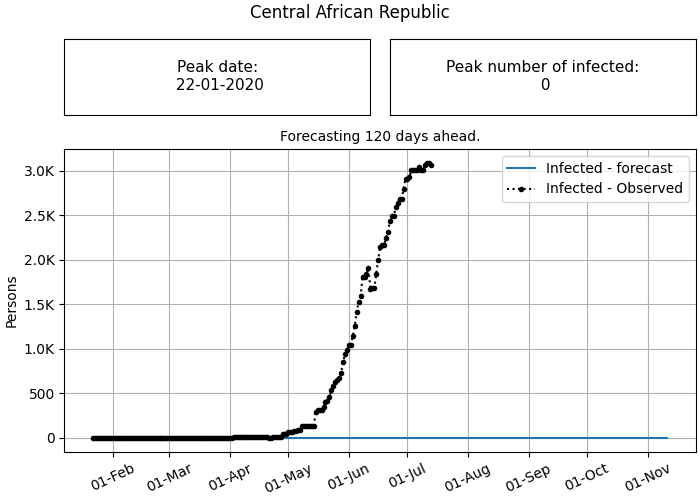 Central African Republic
Peak date:
22-01-2020
Peak number of infected:
0
Forecasting 120 days ahead.
Infected - forecast
Infected - Observed
Persons
3.0K
2.5K
2.0K
1.5K
1.0K
500
0
01-Feb
01-Mar
01-Apr
01-May
01-Jun
01-Jul
01-Aug
01-Sep
01-Oct
01-Nov